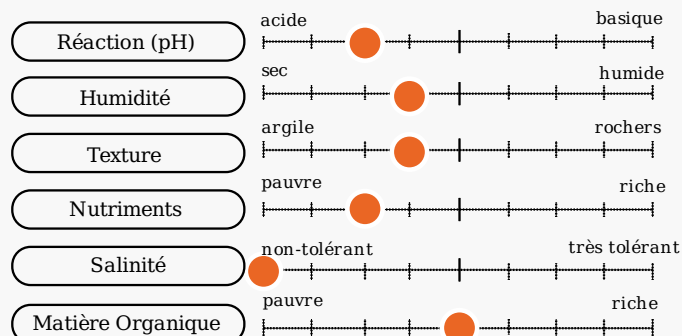 acide basique
Réaction (pH)
sec humide
Humidité
argile rochers
Texture
pauvre riche
Nutriments
non-tolérant très tolérant
Salinité
pauvre riche
Matière Organique